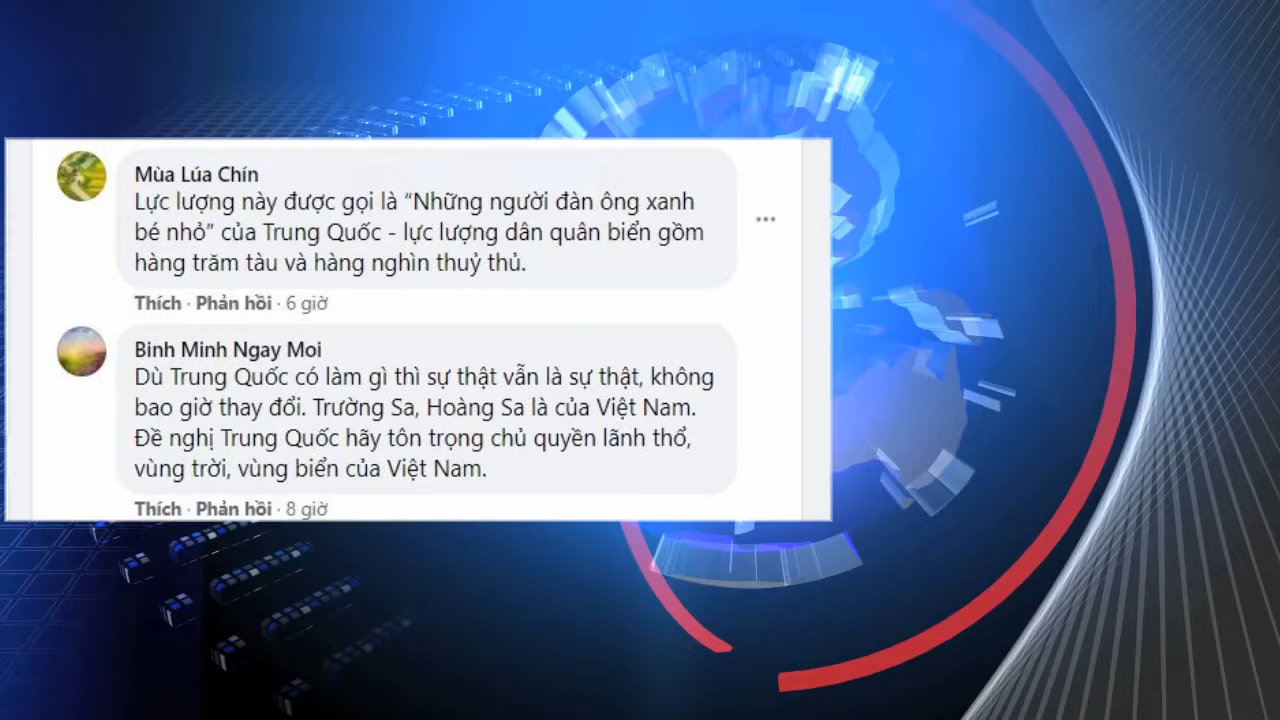 Mùa Lúa Chín
Lực lượng này được gọi là “Những người đàn ông xanh
bé nhỏ” của Trung Quốc - lực lượng dân quân biển gồm
hàng trăm tàu và hàng nghìn thuỷ thủ.
Thích · Phản hồi · 6 giờ
Binh Minh Ngay Moi
Dù Trung Quốc có làm gì thì sự thật vẫn là sự thật, không
bao giờ thay đổi. Trường Sa, Hoàng Sa là của Việt Nam.
Đề nghị Trung Quốc hãy tôn trọng chủ quyền lãnh thổ,
vùng trời, vùng biển của Việt Nam.
Thích · Phản hồi · 8 giờ